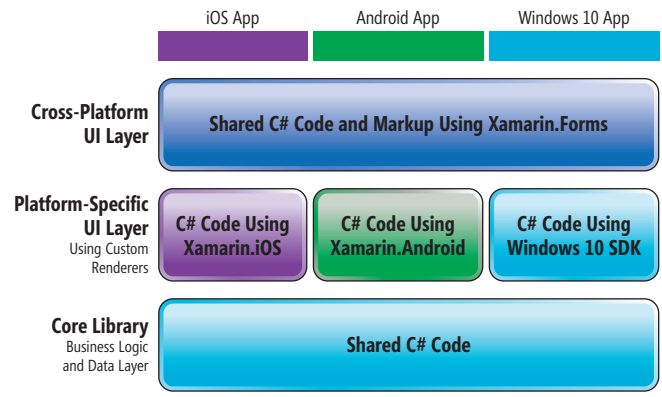 iOS App
Android App
Windows 10 App
Cross-Platform
UI Layer
Shared C# Code and Markup Using Xamarin.Forms
Platform-Specific
UI Layer
Using Custom
Renderers
C# Code Using
Xamarin.iOS
C# Code Using
Xamarin.Android
C# Code Using
Windows 10 SDK
Core Library
Business Logic
and Data Layer
Shared C# Code